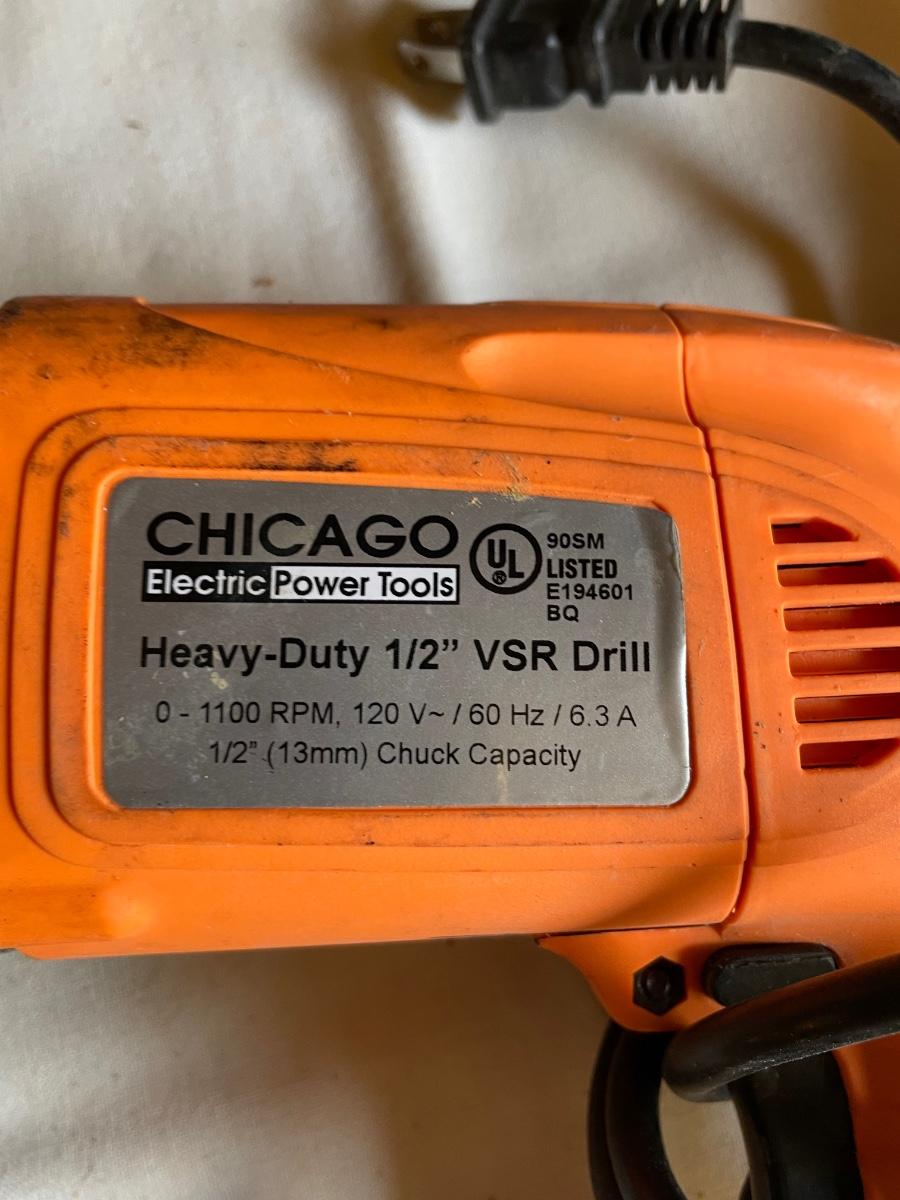 CHICAGO
Electric Power Tools
UL
®
90SM
LISTED
E194601
BQ
Heavy-Duty 1/2" VSR Drill
0 - 1100 RPM, 120 V~ / 60 Hz / 6.3 A
1/2" (13mm) Chuck Capacity